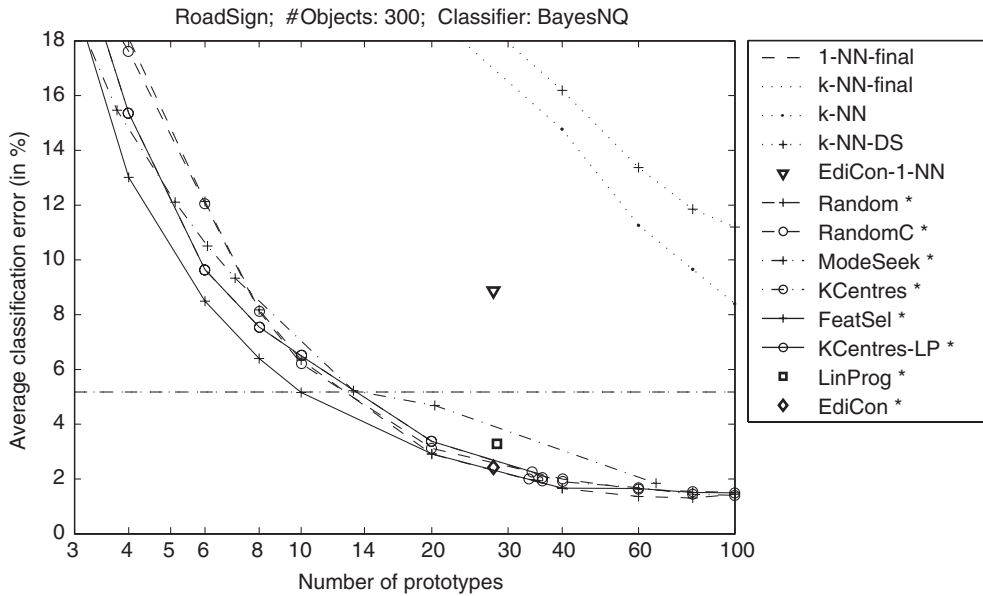 RoadSign; #Objects: 300; Classifier: BayesNQ
18
16
14
12
10
8
6
4
2
0
Average classification error (in %)
3 4 5 6 8 10 14 20 40 60 100
Number of prototypes
1-NN-final
k-NN-final
k-NN
k-NN-DS
EdiCon-1-NN
Random *
RandomC *
ModeSeek *
KCentres *
FeatSel *
KCentres-LP *
LinProg *
EdiCon *